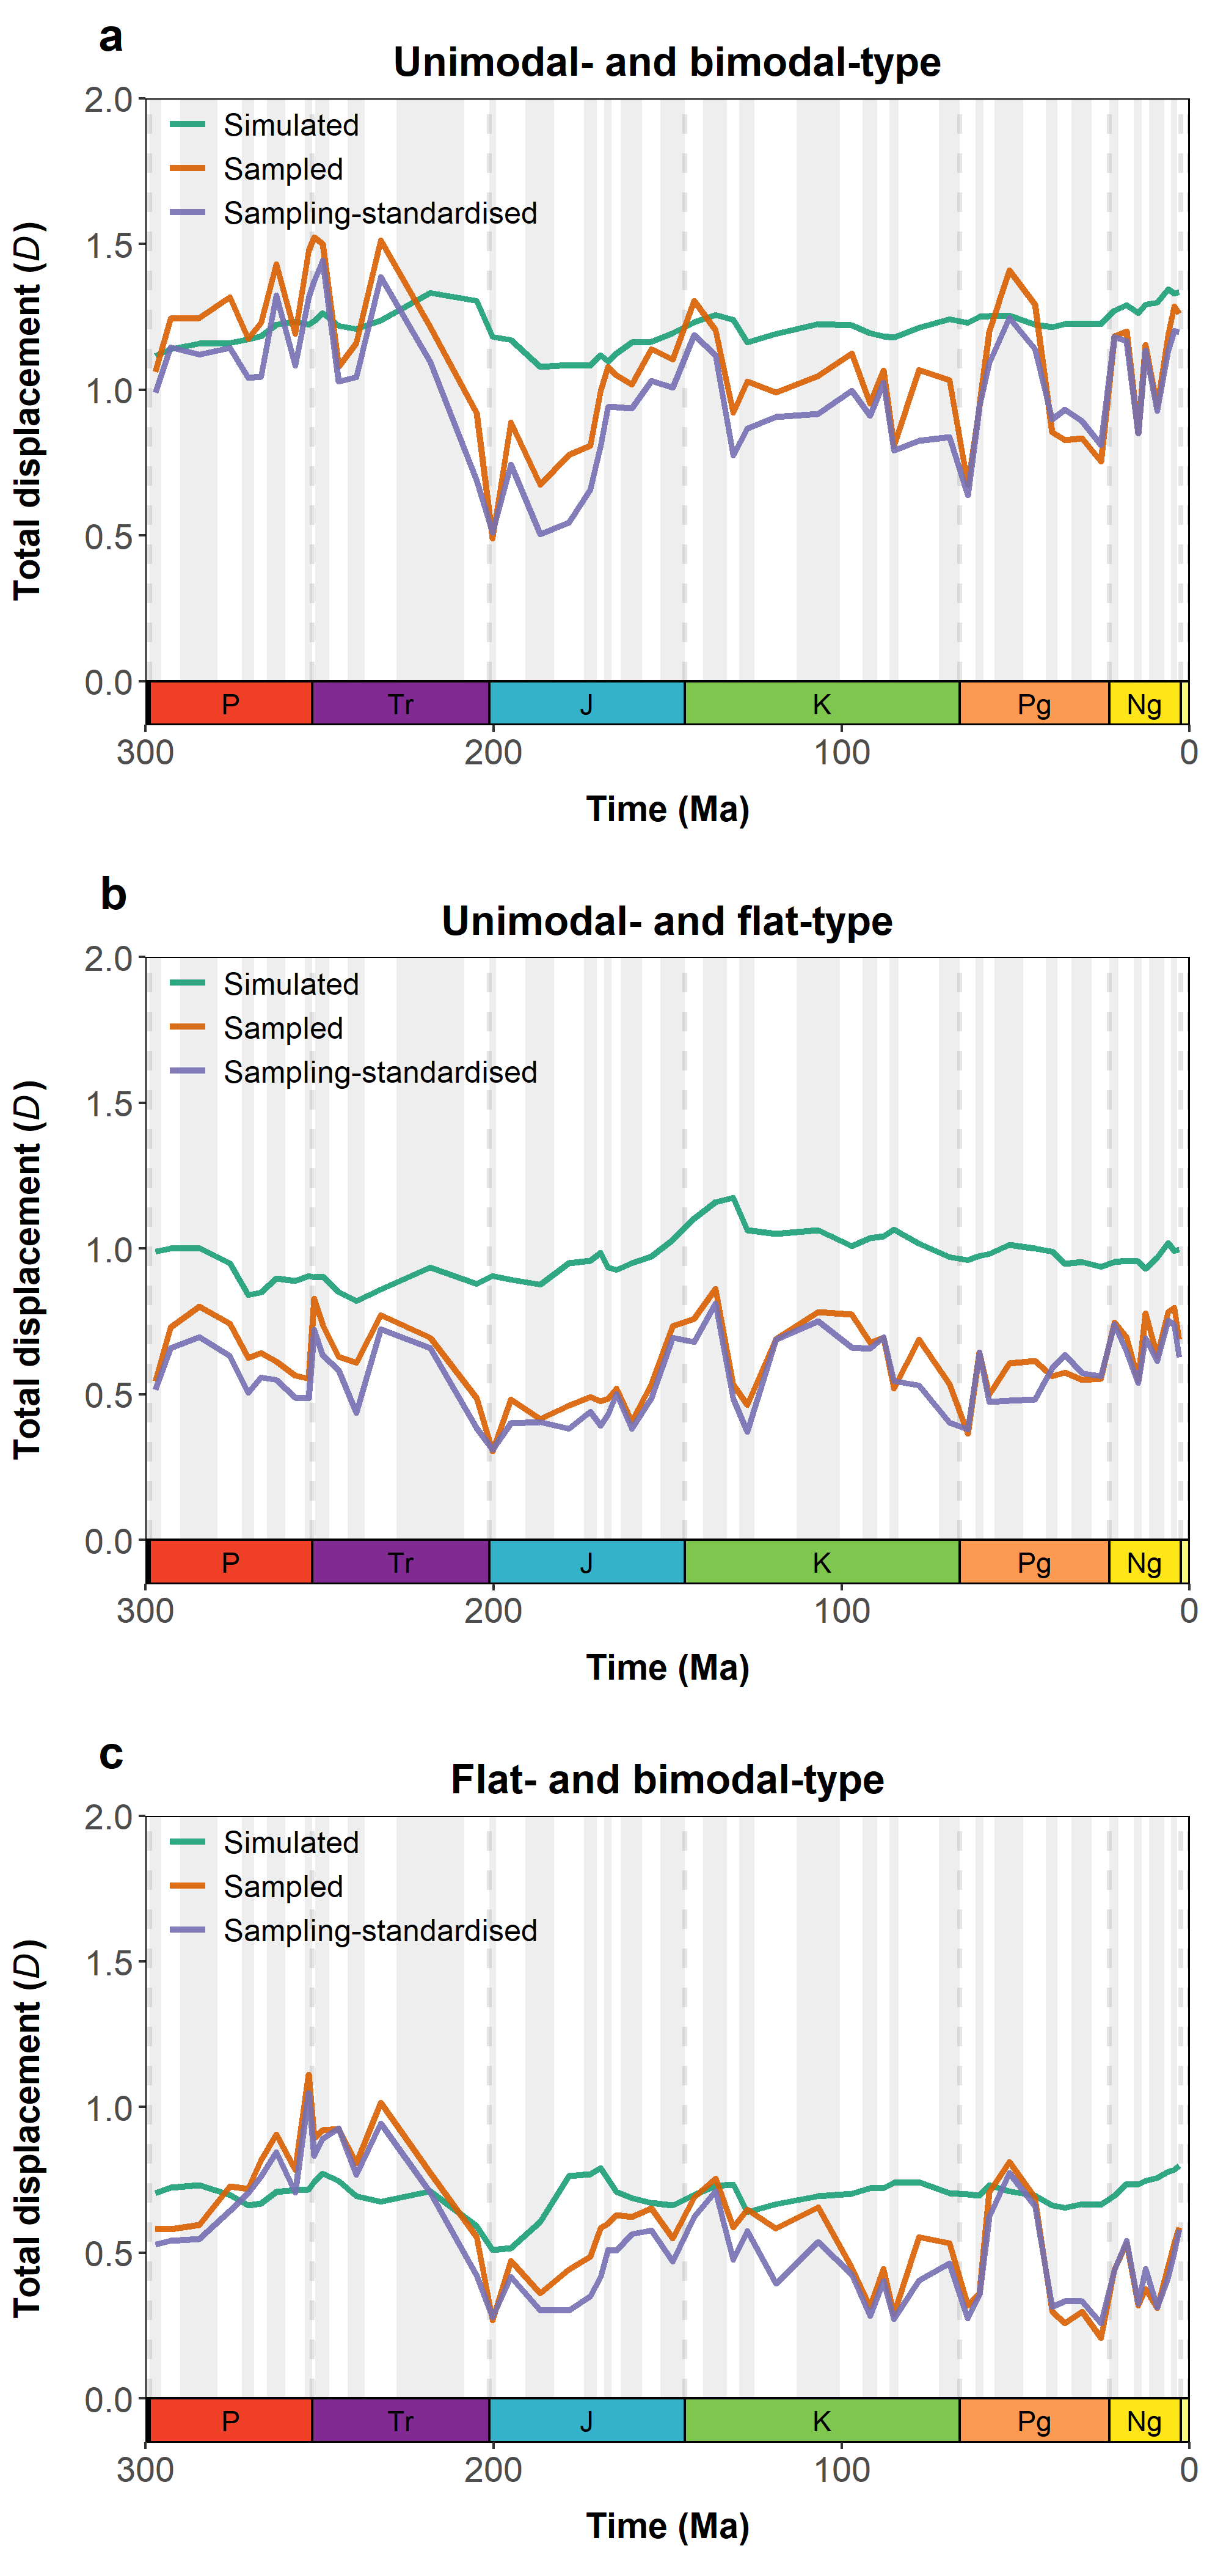 a
Unimodal- and bimodal-type
2.0
Simulated
Sampled
Sampling-standardised
1.5
1.0
0.5
0.0
Total displacement (D)
P Tr J K Pg Ng
300 200 100 0
Time (Ma)
b
Unimodal- and flat-type
2.0
Simulated
Sampled
Sampling-standardised
1.5
1.0
0.5
0.0
Total displacement (D)
P Tr J K Pg Ng
300 200 100 0
Time (Ma)
c
Flat- and bimodal-type
2.0
Simulated
Sampled
Sampling-standardised
1.5
1.0
0.5
0.0
Total displacement (D)
P Tr J K Pg Ng
300 200 100 0
Time (Ma)